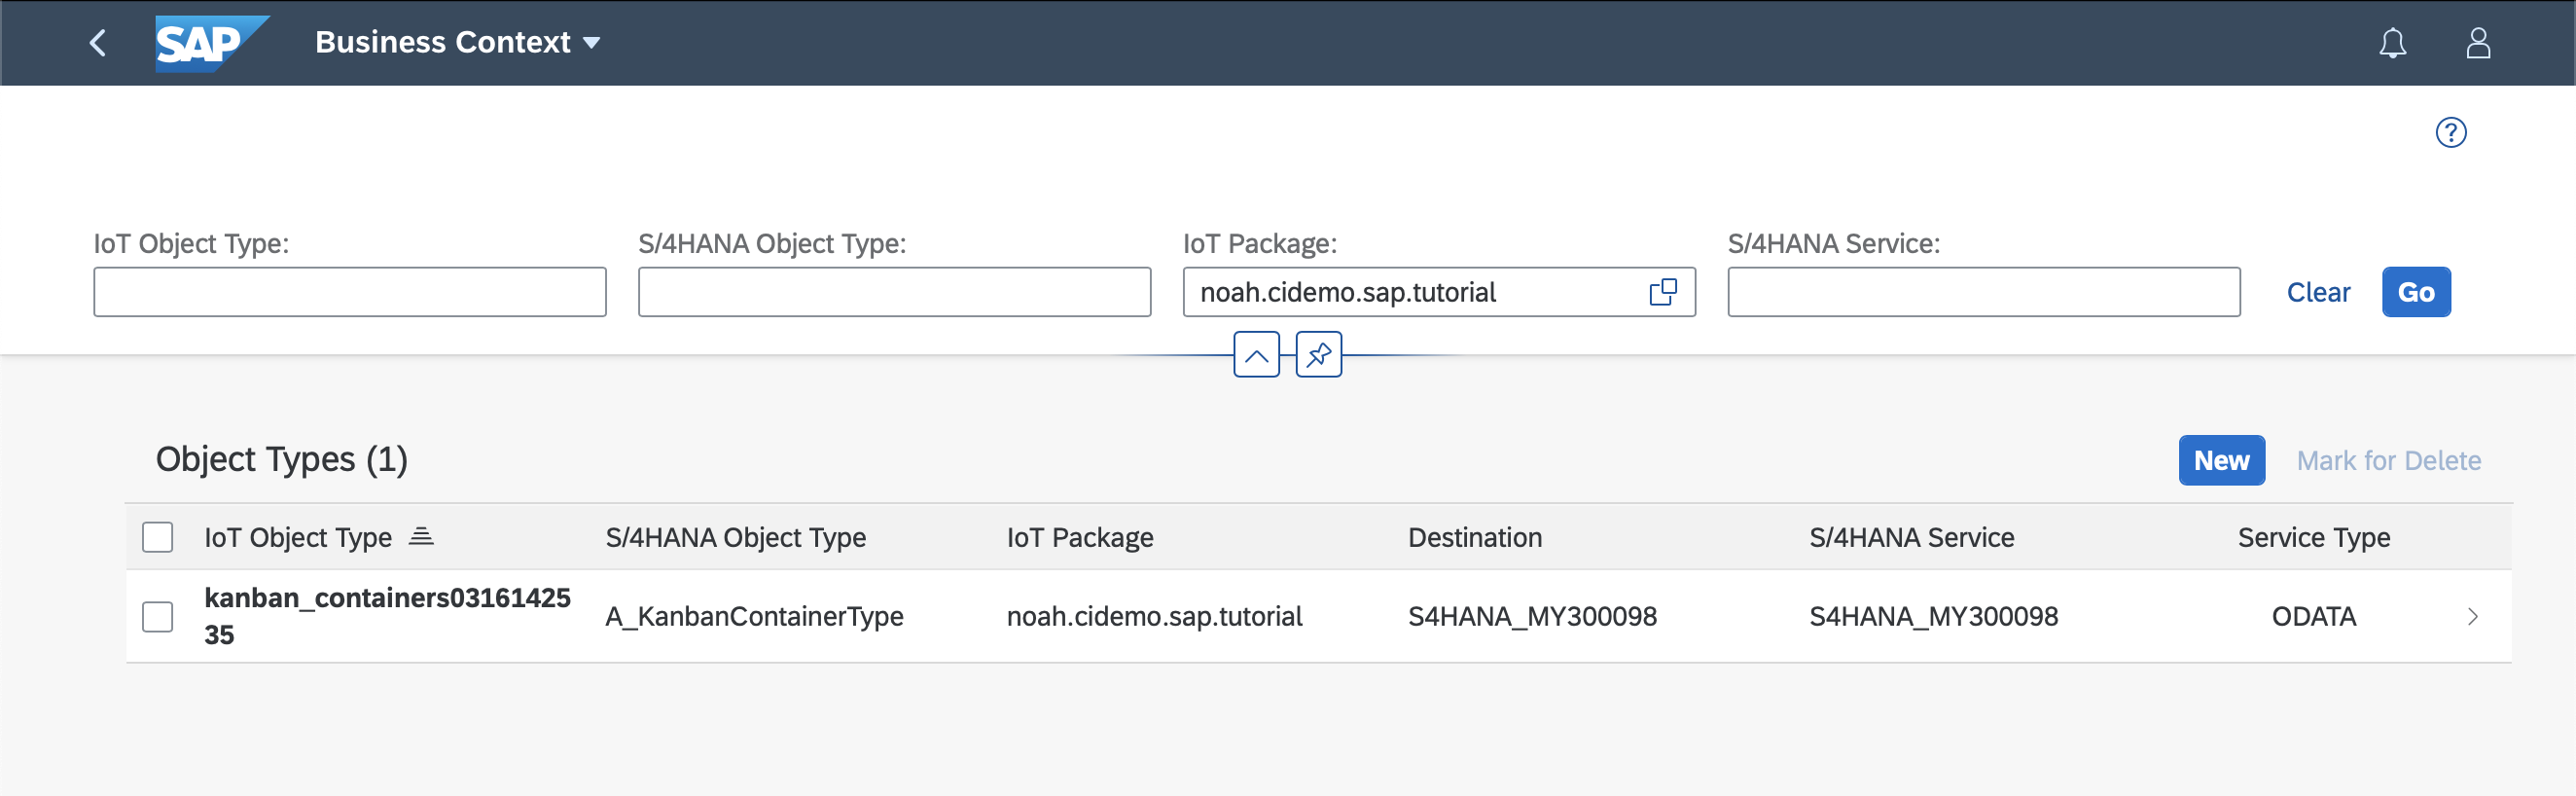 SAP Business Context
IoT Object Type: S/4HANA Object Type: IoT Package: S/4HANA Service:
noah.cidemo.sap.tutorial Clear Go
Object Types (1) New Mark for Delete
IoT Object Type S/4HANA Object Type IoT Package Destination S/4HANA Service Service Type
kanban_containers03161425
35 A_KanbanContainerType noah.cidemo.sap.tutorial S4HANA_MY300098 S4HANA_MY300098 ODATA